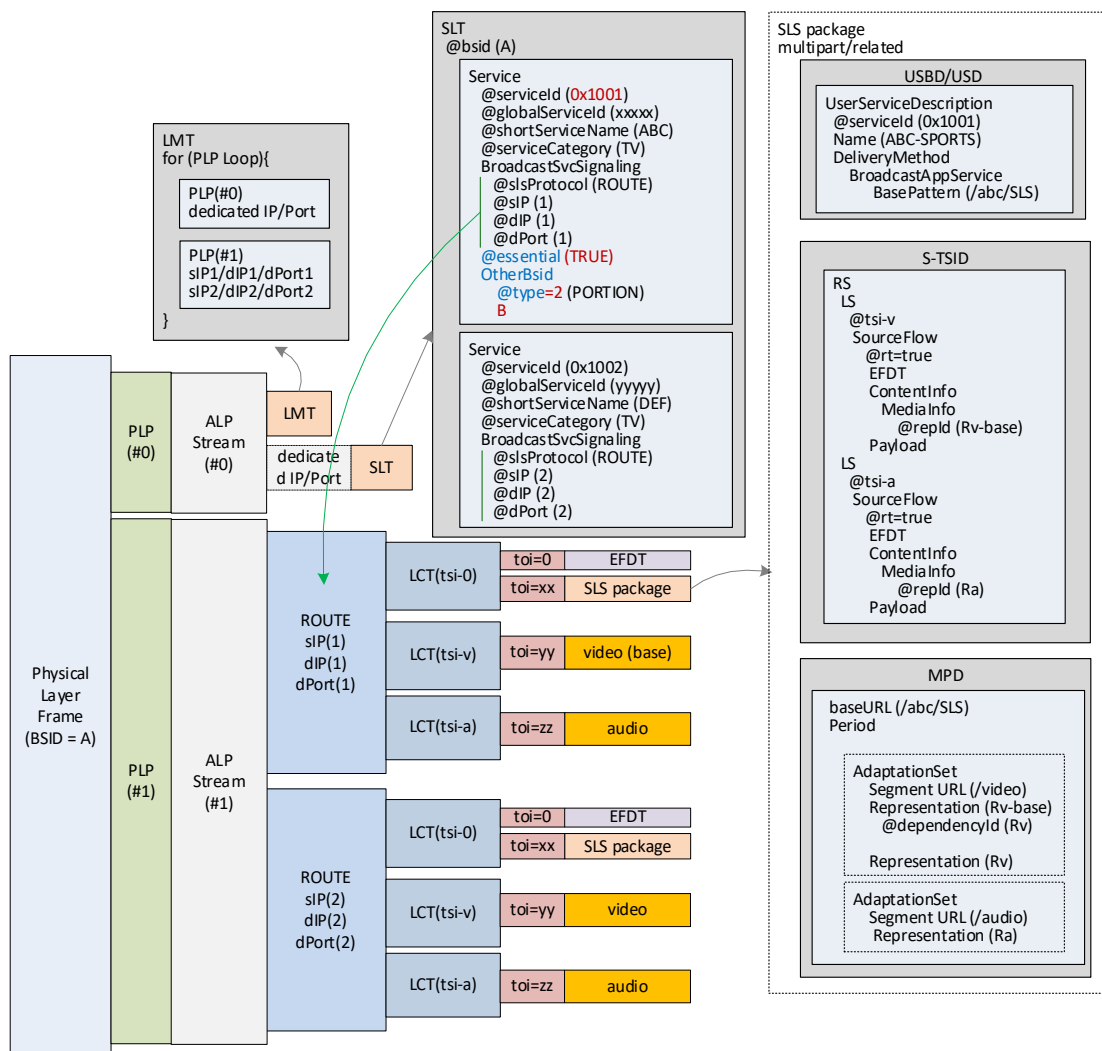 LMT
for (PLP Loop){
PLP(#0)
dedicated IP/Port
PLP(#1)
sIP1/dIP1/dPort1
sIP2/dIP2/dPort2
}
SLT
@bsid (A)
Service
@serviceId (0x1001)
@globalServiceId (xxxxx)
@shortServiceName (ABC)
@serviceCategory (TV)
BroadcastSvcSignaling
@slsProtocol (ROUTE)
@sIP (1)
@dIP (1)
@dPort (1)
@essential (TRUE)
OtherBsid
@type=2 (PORTION)
B
Service
@serviceId (0x1002)
@globalServiceId (yyyyy)
@shortServiceName (DEF)
@serviceCategory (TV)
BroadcastSvcSignaling
@slsProtocol (ROUTE)
@sIP (2)
@dIP (2)
@dPort (2)
SLS package
multipart/related
USBD/USD
UserServiceDescription
@serviceId (0x1001)
Name (ABC-SPORTS)
DeliveryMethod
BroadcastAppService
BasePattern (/abc/SLS)
S-TSID
RS
LS
@tsi-v
SourceFlow
@rt=true
EFDT
ContentInfo
MediaInfo
@repId (Rv-base)
Payload
LS
@tsi-a
SourceFlow
@rt=true
EFDT
ContentInfo
MediaInfo
@repId (Ra)
Payload
MPD
baseURL (/abc/SLS)
Period
AdaptationSet
Segment URL (/video)
Representation (Rv-base)
@dependencyId (Rv)
Representation (Rv)
AdaptationSet
Segment URL (/audio)
Representation (Ra)
Physical
Layer
Frame
(BSID = A)
PLP
(#0)
ALP
Stream
(#0)
LMT
dedicate
d IP/Port
SLT
PLP
(#1)
ALP
Stream
(#1)
ROUTE
sIP(1)
dIP(1)
dPort(1)
LCT(tsi-0)
toi=0
EFDT
toi=xx
SLS package
LCT(tsi-v)
toi=yy
video (base)
LCT(tsi-a)
toi=zz
audio
ROUTE
sIP(2)
dIP(2)
dPort(2)
LCT(tsi-0)
toi=0
EFDT
toi=xx
SLS package
LCT(tsi-v)
toi=yy
video
LCT(tsi-a)
toi=zz
audio